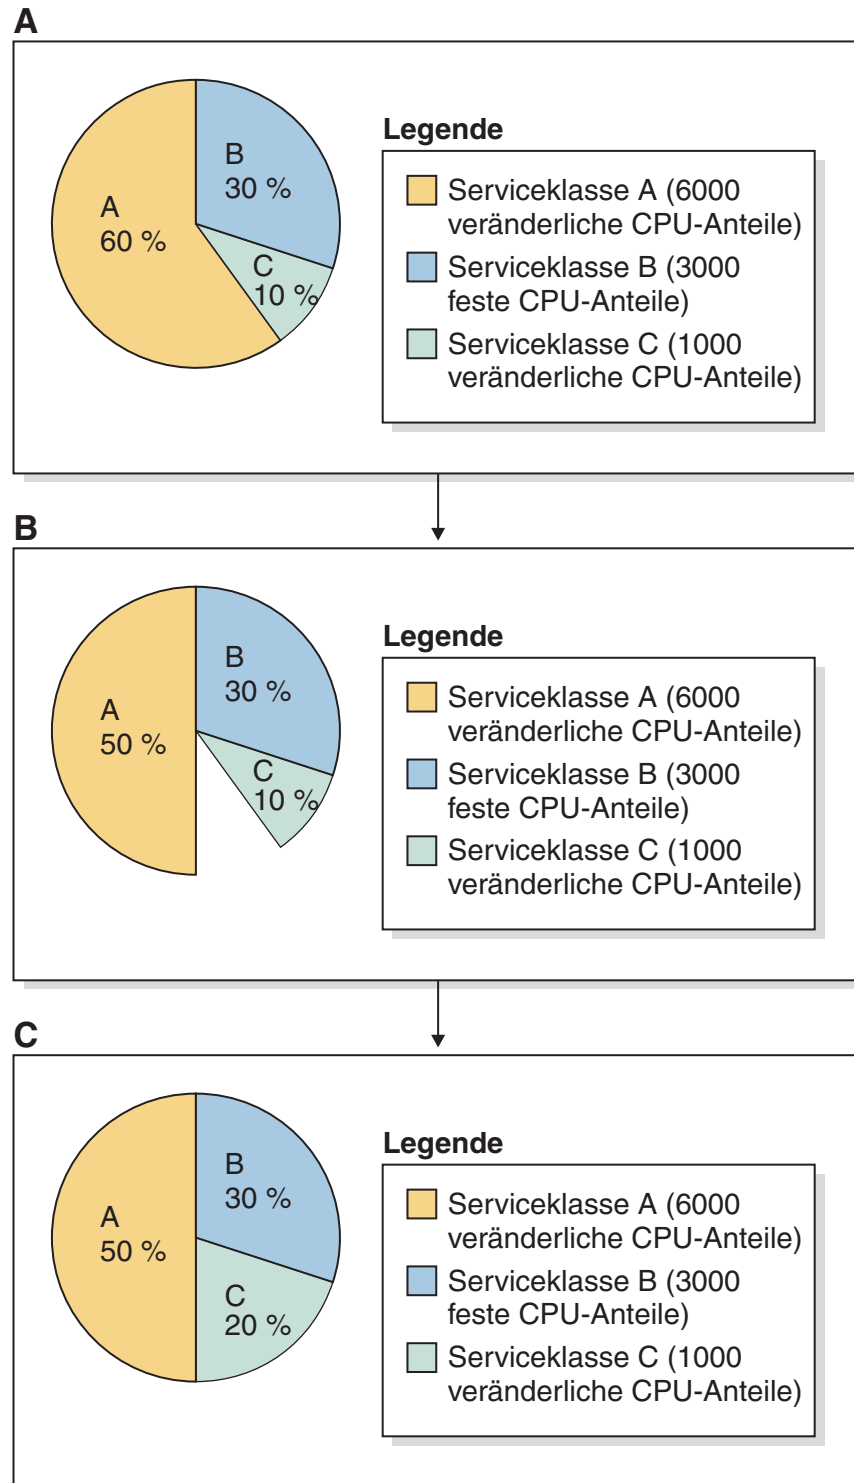 A
A
60 %
B
30 %
C
10 %
Legende
Serviceklasse A (6000
veränderliche CPU-Anteile)
Serviceklasse B (3000
feste CPU-Anteile)
Serviceklasse C (1000
veränderliche CPU-Anteile)
B
A
50 %
B
30 %
C
10 %
Legende
Serviceklasse A (6000
veränderliche CPU-Anteile)
Serviceklasse B (3000
feste CPU-Anteile)
Serviceklasse C (1000
veränderliche CPU-Anteile)
C
A
50 %
B
30 %
C
20 %
Legende
Serviceklasse A (6000
veränderliche CPU-Anteile)
Serviceklasse B (3000
feste CPU-Anteile)
Serviceklasse C (1000
veränderliche CPU-Anteile)